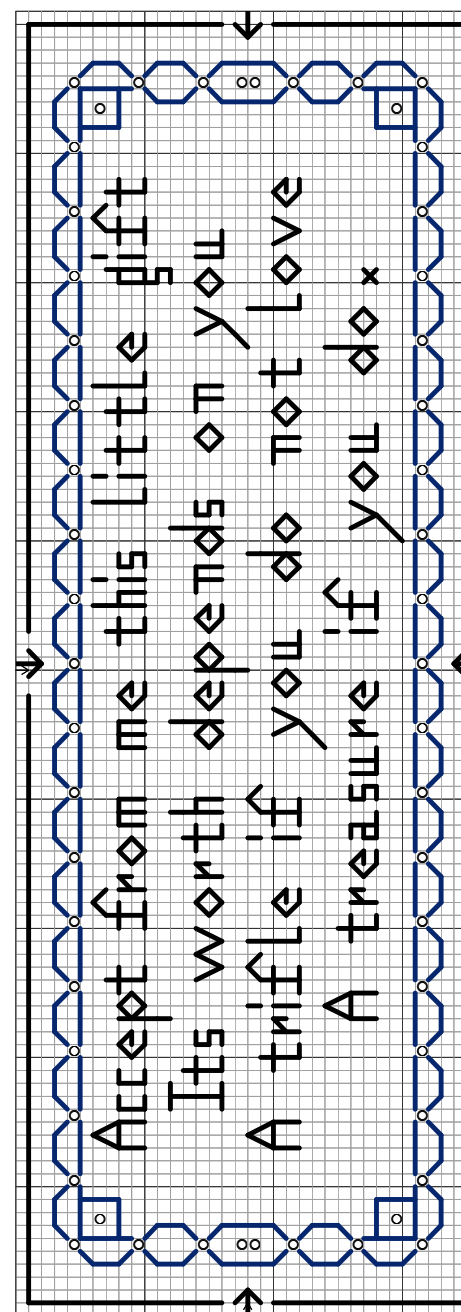 Accept from me this little gift
Its worth depends on you
A trifle if you do not love
A treasure if you do x